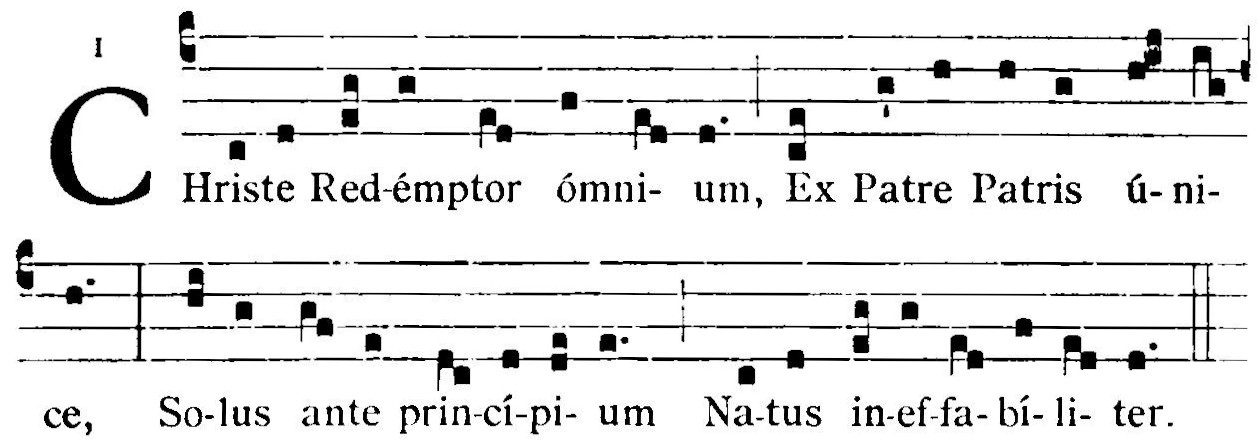 I
CHriste Red-émptor ómni- um, Ex Patre Patris ú- ni-
ce, So-lus ante prin-cí-pi- um Na-tus in-ef-fa-bí-li- ter.